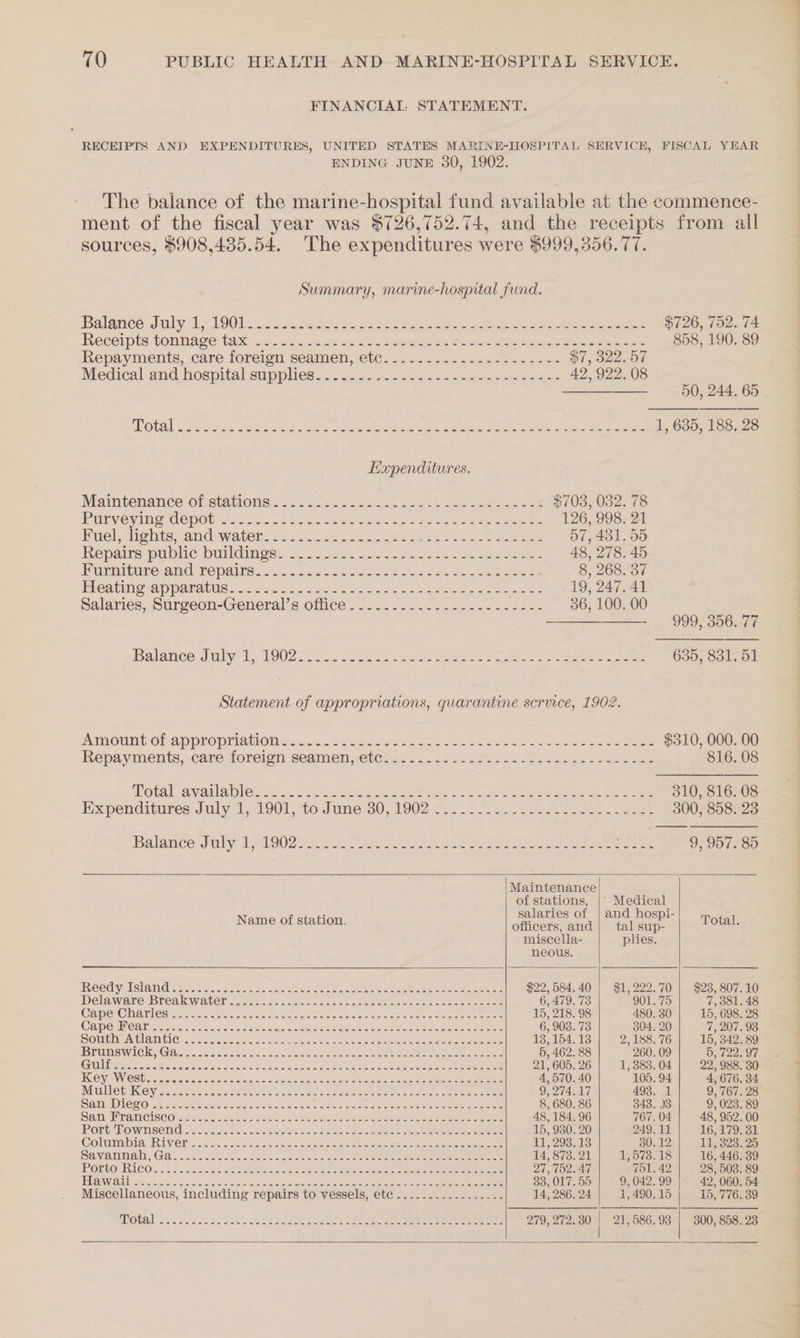 70 PUBLIC HEALTH AND MARINE-HOSPITAL SERVICE.
FINANCIAL STATEMENT.
RECEIPTS AND EXPENDITURES, UNITED STATES MARINE-HOSPITAL SERVICE, FISCAL YEAR
ENDING JUNE 30, 1902.
The balance of the marine-hospital fund available at the commence-
ment of the fiscal year was $726,752.74, and the receipts from all
sources, $908,435.54. The expenditures were $999,356.77.
Summary, marine-hospital fund.
Balance July 1, 1901 $726, 752. 74
Receipts tonnage tax 858, 190. 89
Repayments, care foreign seamen, etc $7, 322. 57
Medical and hospital supplies 42, 922. 08
50, 244. 65
Total 1, 635, 188. 28
Expenditures.
Maintenance of stations $703, 032. 78
Purveying depot 126, 998. 21
Fuel, lights, and water 57, 431. 55
Repairs public buildings 48, 278. 45
Furniture and repairs 8, 268. 37
Heating apparatus 19, 247. 41
Salaries, Surgeon-General's office 36, 100. 00
999, 356. 77
Balance July 1, 1902 635, 831. 51
Statement of appropriations, quarantine service, 1902.
Amount of appropriation $310, 000. 00
Repayments, care foreign seamen, etc 816. 08
Total available 310, 816. 08
Expenditures July 1, 1901, to June 30, 1902 300, 858. 23
Balance July 1, 1902 9, 957. 85
Name of station. Maintenance of stations, salaries of officers, and miscella-neous. Medical and hospi-tal sup-plies. Total.
Reedy Island $22, 584. 40 $1, 222. 70 $23, 807. 10
Delaware Breakwater 6, 479. 73 901. 75 7, 381. 48
Cape Charles 15, 218. 98 480. 30 15, 698. 28
Cape Fear 6, 903. 73 304. 20 7, 207. 93
South Atlantic 13, 154. 13 2, 188. 76 15, 342. 89
Brunswick, Ga 5, 462. 88 260. 09 5, 722. 97
Gulf 21, 605. 26 1, 383. 04 22, 988. 30
Key West 4, 570. 40 105. 94 4, 676. 34
Mullet Key 9, 274. 17 493. 1 9, 767. 28
San Diego 8, 680. 86 343. 03 9, 023. 89
San Francisco 48, 184. 96 767. 04 48, 952. 00
Port Townsend 15, 930. 20 249. 11 16, 179. 31
Columbia River 11, 293. 13 30. 12 11, 323. 25
Savannah, Ga 14, 873. 21 1, 573. 18 16, 446. 39
Porto Rico 27, 752. 47 751. 42 28, 503. 89
Hawaii 33, 017. 55 9, 042. 99 42, 060. 54
Miscellaneous, including repairs to vessels, etc 14, 286. 24 1, 490. 15 15, 776. 39
Total 279, 272. 30 21, 586. 93 300, 858. 23